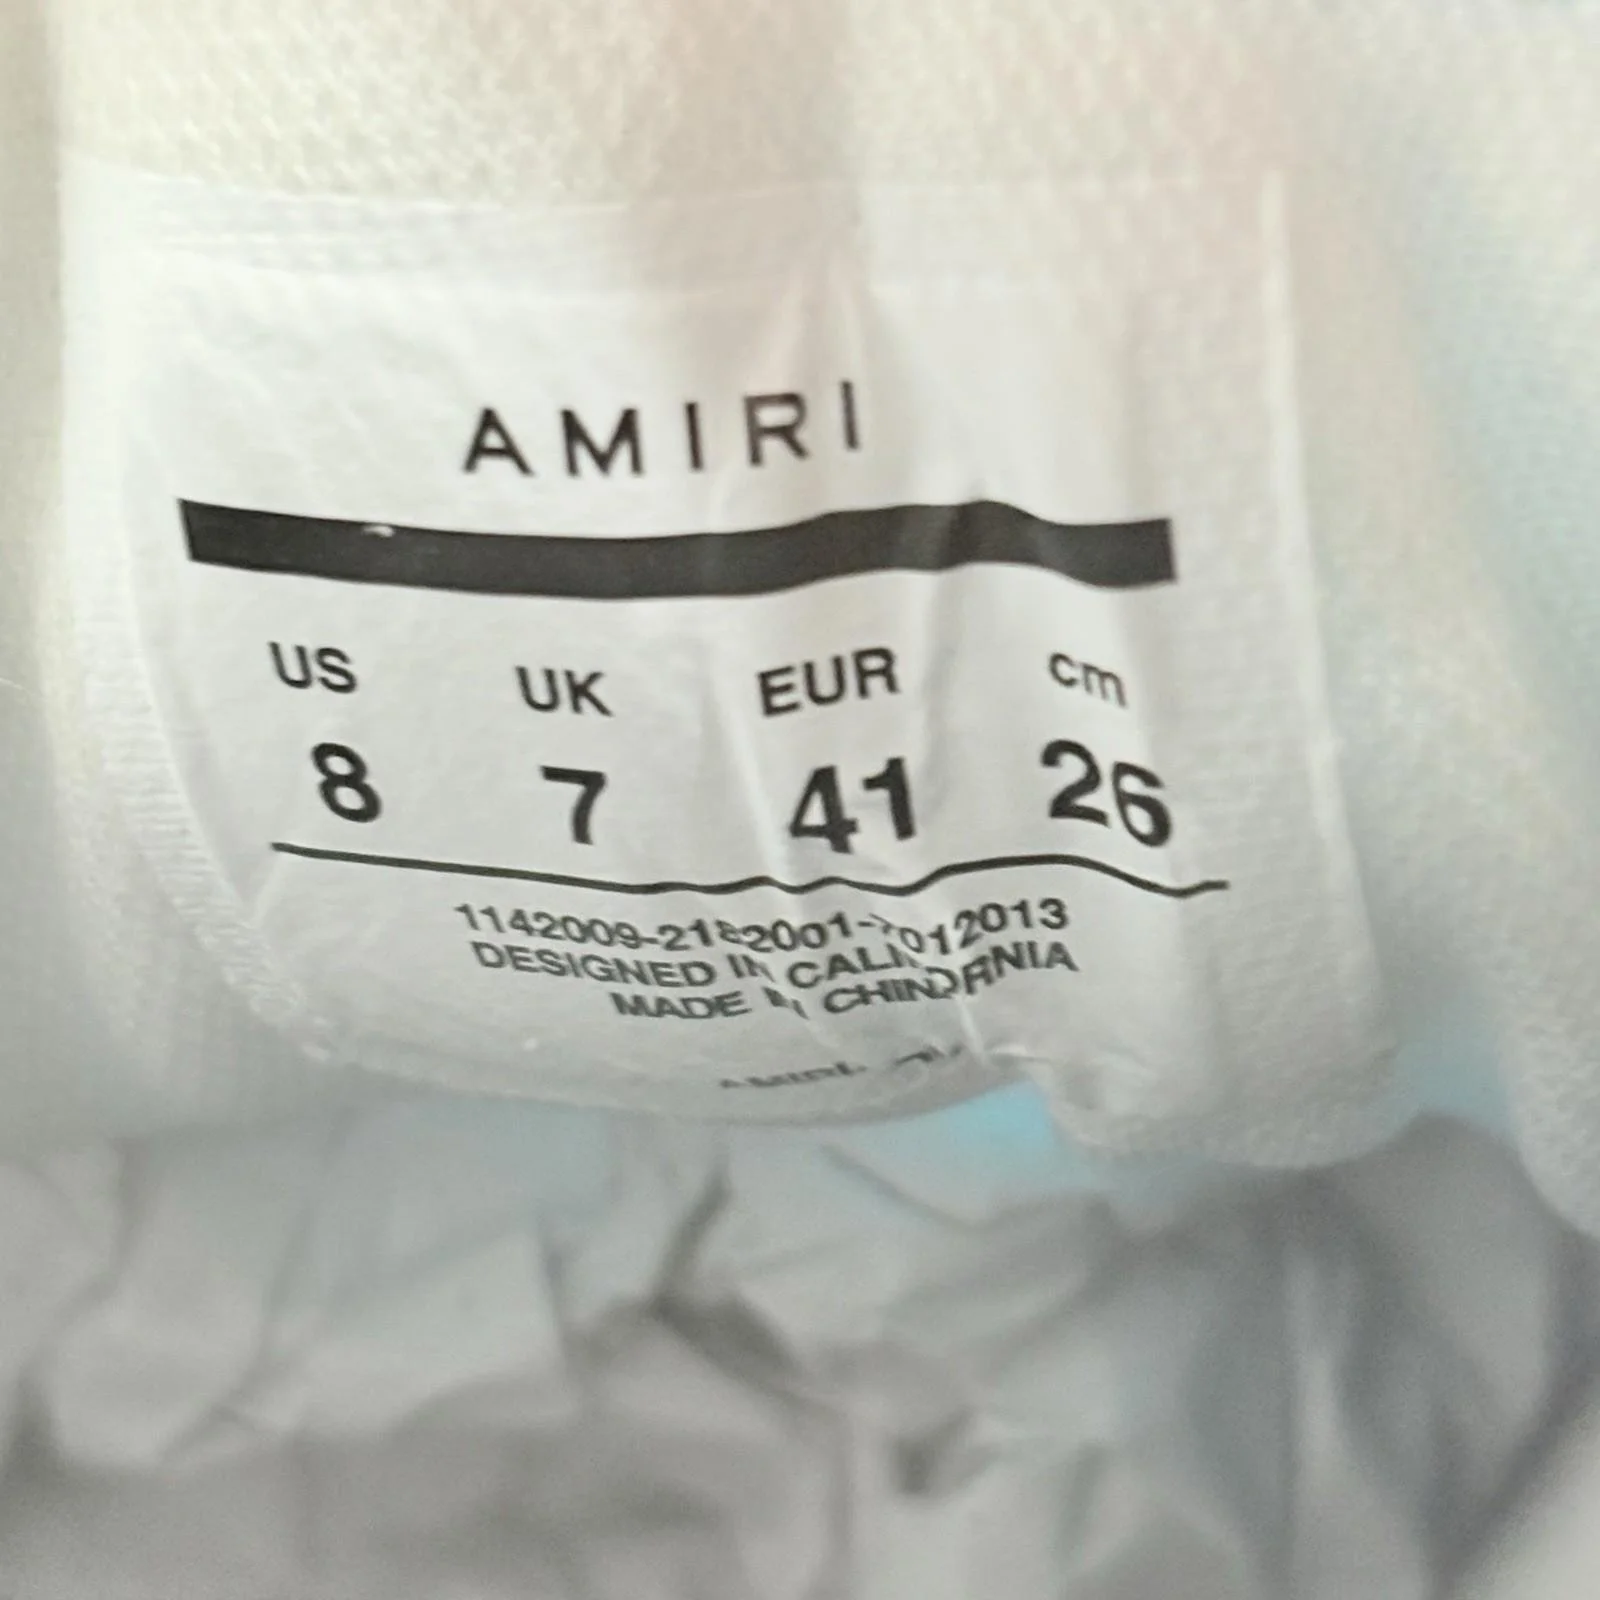 AMIRI
US UK EUR cm
8 7 41 26
DESIGNED IN CALIFORNIA
MADE IN CHINA